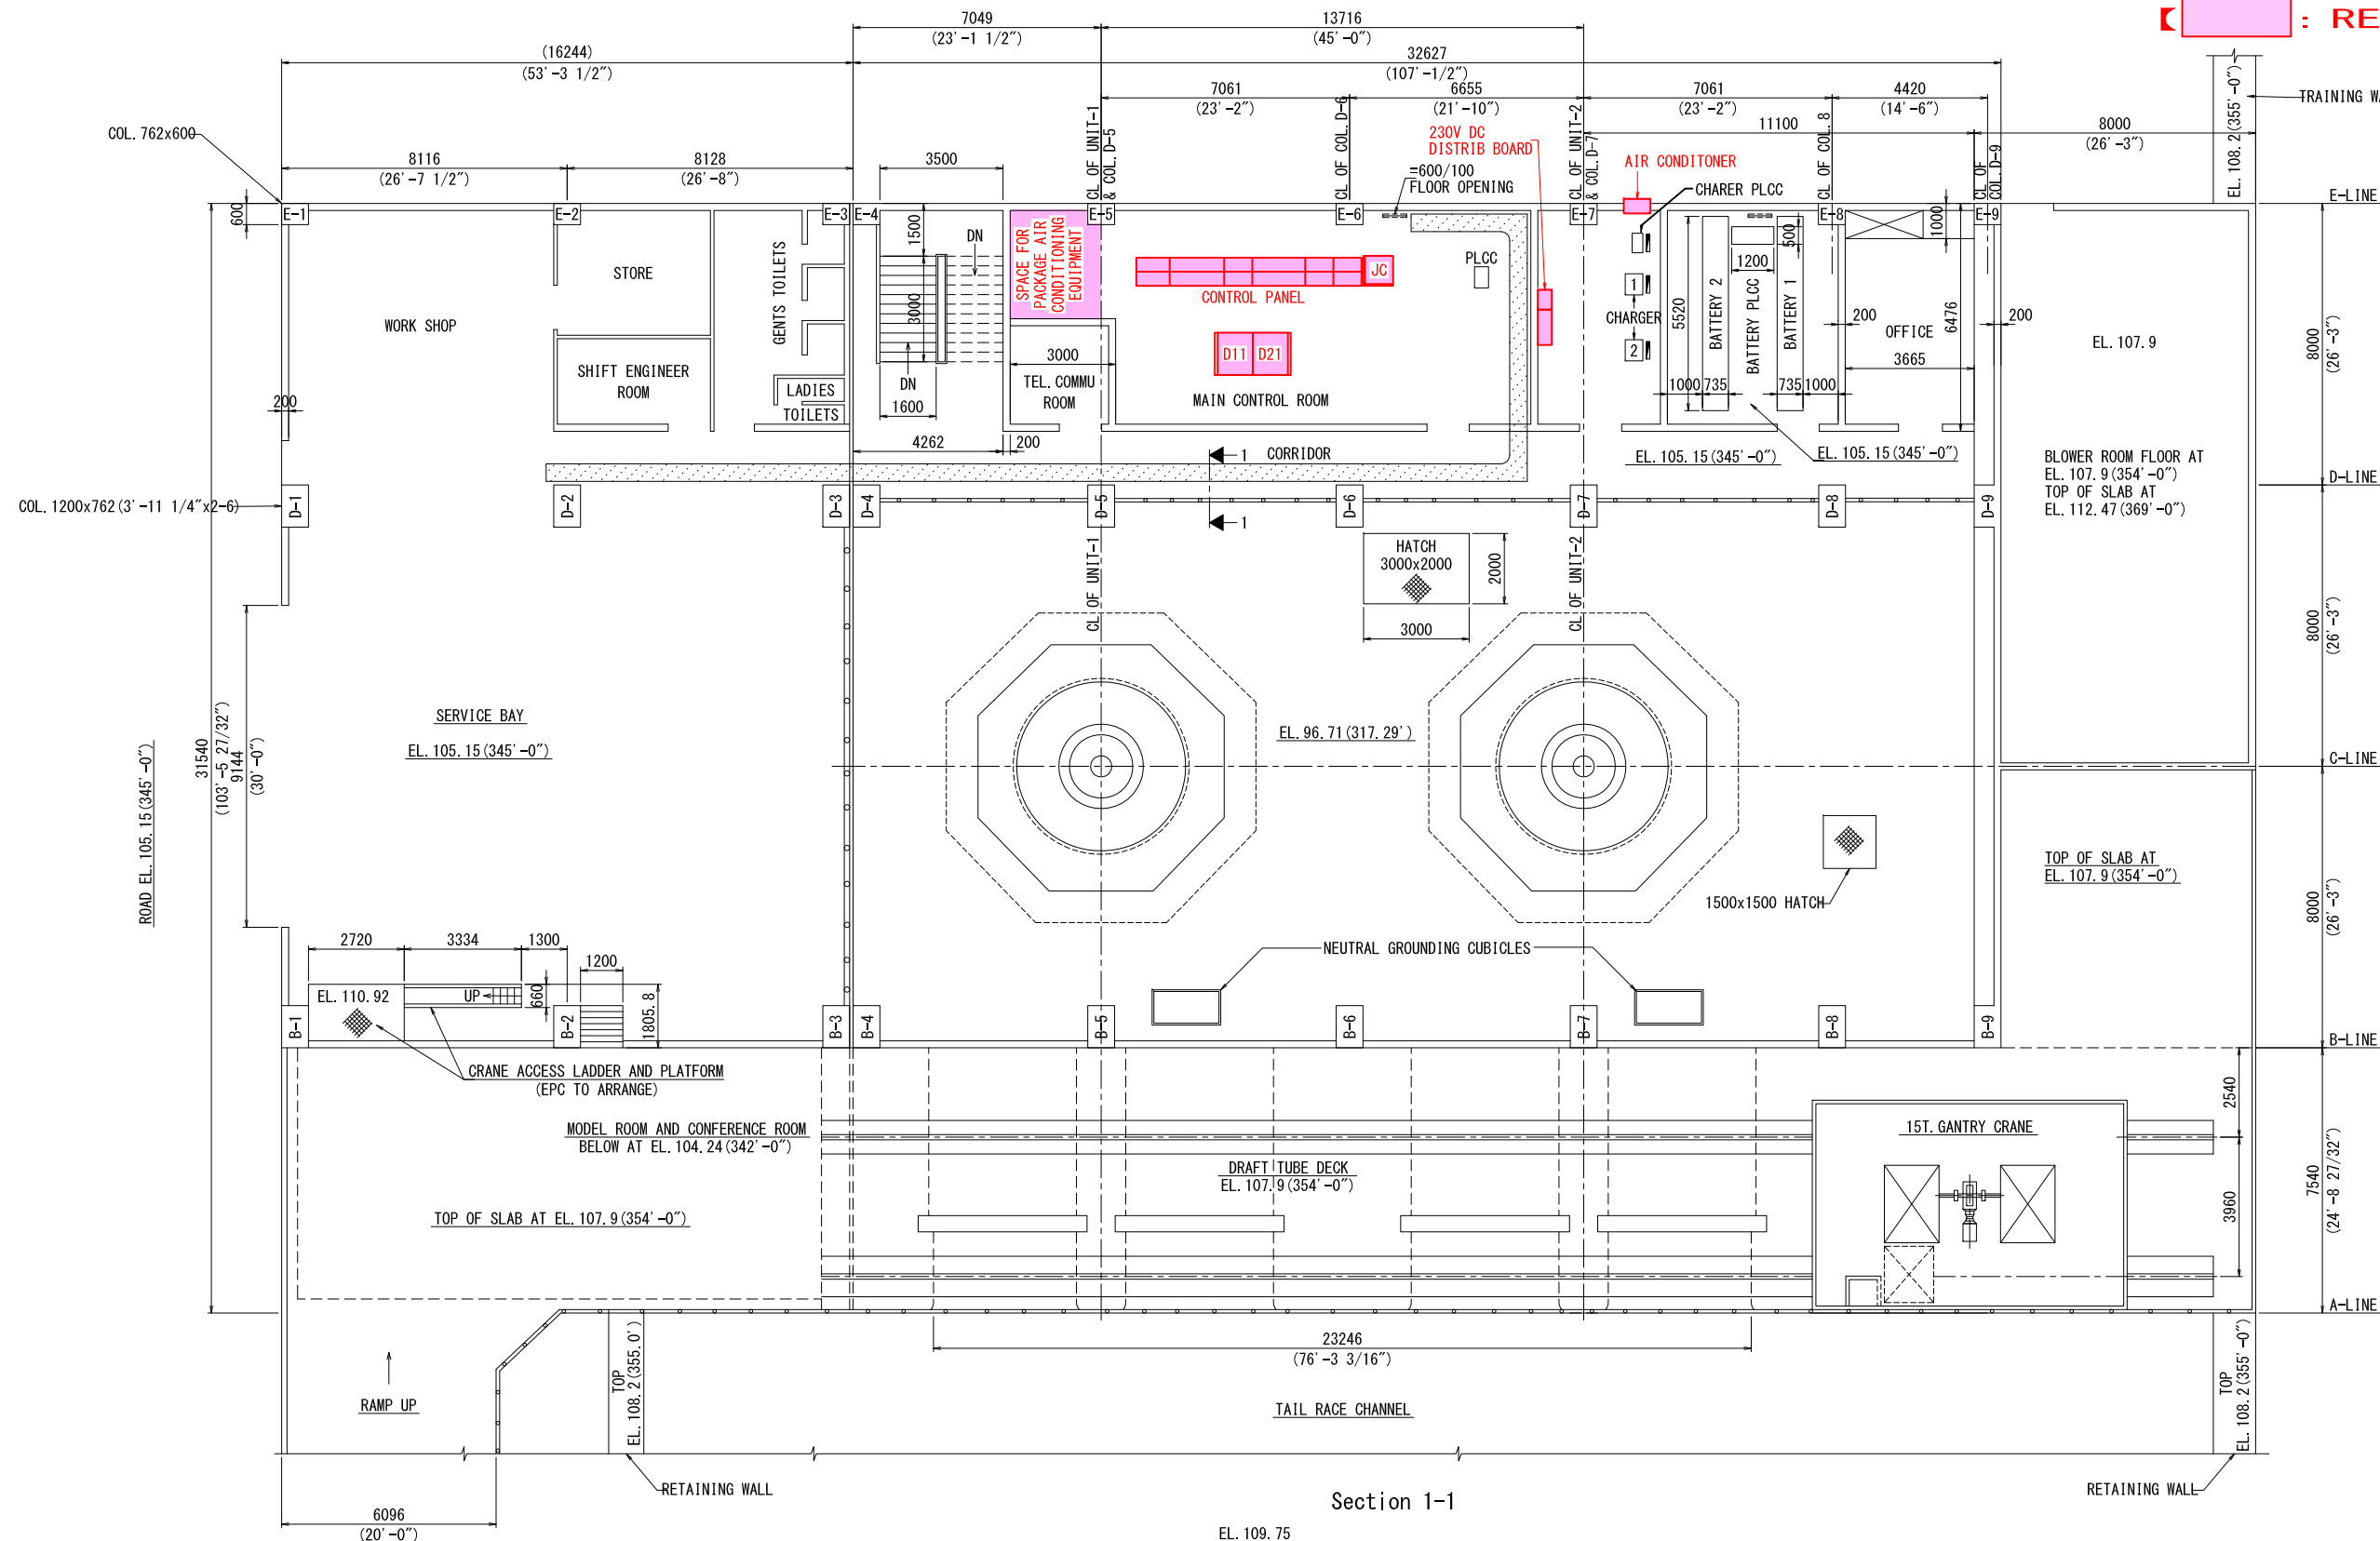 : RE
7049
(23'-1 1/2")
13716
(45'-0")
(16244)
(53'-3 1/2")
32627
(107'-1/2")
7061
(23'-2")
6655
(21'-10")
7061
(23'-2")
4420
(14'-6")
11100
8000
(26'-3")
EL. 108. 2(355'-0")
TRAINING WA
COL. 762x600
8116
(26'-7 1/2")
8128
(26'-8")
3500
CL OF UNIT-1
& COL. D-5
CL OF COL. D-6
230V DC
DISTRIB BOARD
=600/100
FLOOR OPENING
CL OF UNIT-2
& COL. D-7
AIR CONDITONER
CHARER PLCC
CL OF COL. 8
CL OF
COL. D-9
E-LINE
600
E-1
E-2
E-3
E-4
E-5
E-6
E-7
E-8
E-9
1000
STORE
WORK SHOP
SHIFT ENGINEER
ROOM
GENTS TOILETS
LADIES
TOILETS
1500
3000
DN
DN
1600
4262
200
SPACE FOR
PACKAGE AIR
CONDITIONING
EQUIPMENT
3000
TEL. COMMU
ROOM
CONTROL PANEL
JC
PLCC
D11
D21
MAIN CONTROL ROOM
1
CHARGER
2
5520
BATTERY 2
1200
500
BATTERY PLCC
BATTERY 1
1000
735
735
1000
200
OFFICE
3665
6476
200
EL. 107. 9
8000
(26'-3")
200
1
CORRIDOR
EL. 105. 15(345'-0")
EL. 105. 15(345'-0")
BLOWER ROOM FLOOR AT
EL. 107. 9(354'-0")
TOP OF SLAB AT
EL. 112. 47(369'-0")
D-LINE
COL. 1200x762(3'-11 1/4"x2-6)
D-1
D-2
D-3
D-4
D-5
D-6
D-7
D-8
D-9
1
HATCH
3000x2000
2000
3000
CL OF UNIT-1
CL OF UNIT-2
8000
(26'-3")
SERVICE BAY
EL. 105. 15(345'-0")
EL. 96. 71(317. 29')
31540
(103'-5 27/32")
9144
(30'-0")
ROAD EL. 105. 15(345'-0")
C-LINE
TOP OF SLAB AT
EL. 107. 9(354'-0")
1500x1500 HATCH
8000
(26'-3")
2720
3334
1300
1200
NEUTRAL GROUNDING CUBICLES
EL. 110. 92
UP
660
1805. 8
B-1
B-2
B-3
B-4
B-5
B-6
B-7
B-8
B-9
B-LINE
CRANE ACCESS LADDER AND PLATFORM
(EPC TO ARRANGE)
MODEL ROOM AND CONFERENCE ROOM
BELOW AT EL. 104. 24(342'-0")
DRAFT TUBE DECK
EL. 107. 9(354'-0")
15T. GANTRY CRANE
2540
3960
7540
(24'-8 27/32")
TOP OF SLAB AT EL. 107. 9(354'-0")
A-LINE
23246
(76'-3 3/16")
TOP
EL. 108. 2(355. 0')
TOP
EL. 108. 2(355'-0")
RAMP UP
TAIL RACE CHANNEL
RETAINING WALL
RETAINING WALL
Section 1-1
6096
(20'-0")
EL. 109. 75